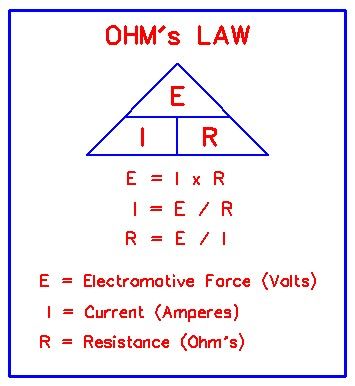 OHM's LAW
E
I R
E = I x R
I = E / R
R = E / I
E = Electromotive Force (Volts)
I = Current (Amperes)
R = Resistance (Ohm's)